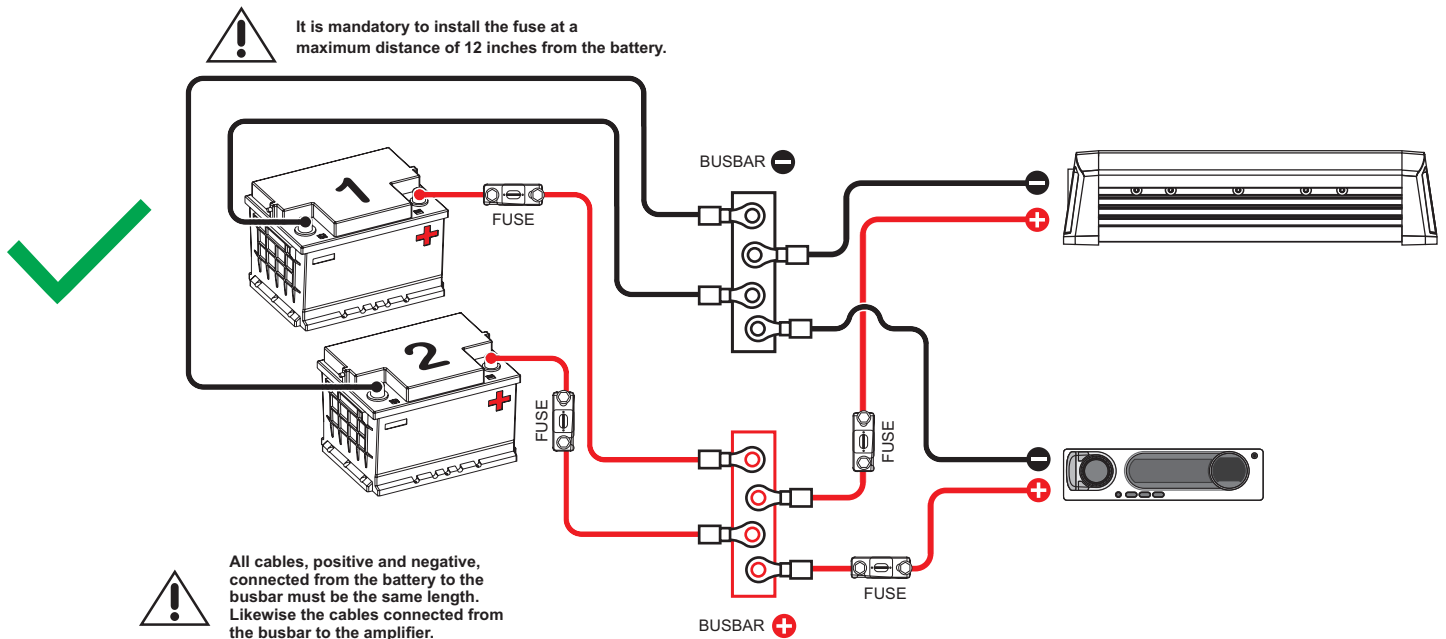 It is mandatory to install the fuse at a
maximum distance of 12 inches from the battery.
BUSBAR -
1
FUSE
+
-
+
2
FUSE
FUSE
+
-
+
FUSE
All cables, positive and negative,
connected from the battery to the
busbar must be the same length.
Likewise the cables connected from
the busbar to the amplifier.
BUSBAR +